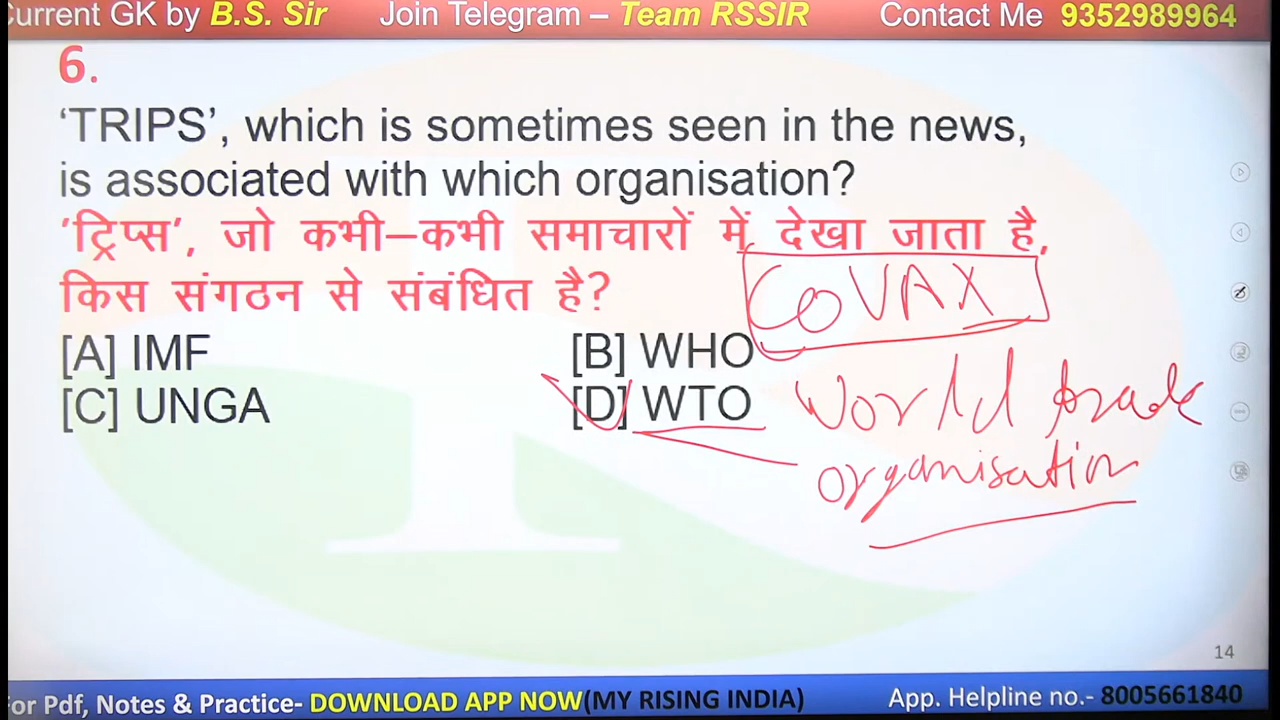 Current GK by B.S. Sir Join Telegram – Team RSSIR Contact Me 9352989964
6.
‘TRIPS’, which is sometimes seen in the news,
is associated with which organisation?
'ट्रिप्स', जो कभी–कभी समाचारों में देखा जाता है,
किस संगठन से संबंधित है?
COVAX
[A] IMF [B] WHO
[C] UNGA [D] WTO World trade
organisation
14
For Pdf, Notes & Practice- DOWNLOAD APP NOW(MY RISING INDIA) App. Helpline no.- 8005661840